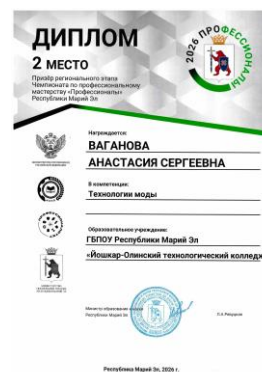 ДИПЛОМ
2 МЕСТО
Призёр регионального этапа
Чемпионата по профессиональному
мастерству «Профессионалы»
Республики Марий Эл
2026 ПРОФЕССИОНАЛЫ
Награждается:
ВАГАНОВА
АНАСТАСИЯ СЕРГЕЕВНА
В компетенции:
Технологии моды
Образовательное учреждение:
ГБПОУ Республики Марий Эл
«Йошкар-Олинский технологический колледж
Министр образования и науки
Республики Марий Эл
Республика Марий Эл, 2026 г.